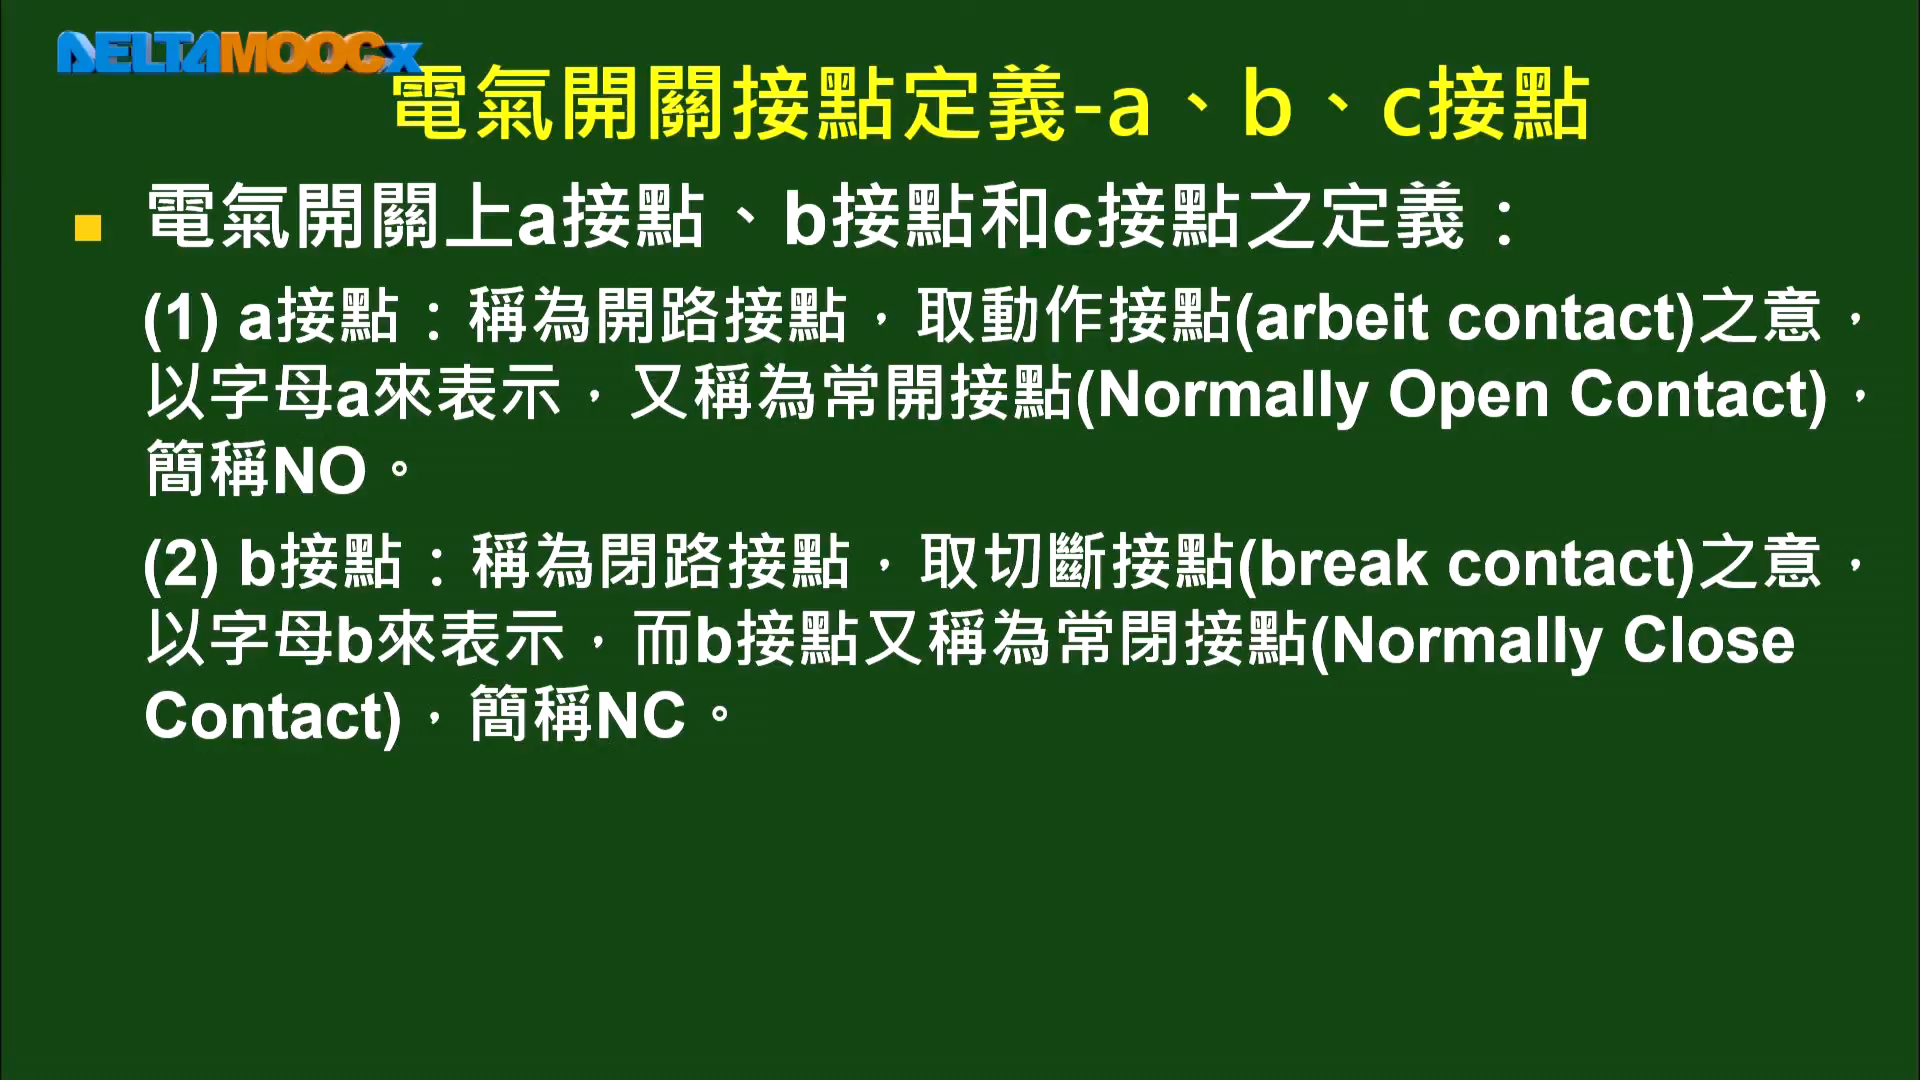 DELTAMOOCx
電氣開關接點定義-a、b、c接點
■ 電氣開關上a接點、b接點和c接點之定義：
(1) a接點：稱為開路接點，取動作接點(arbeit contact)之意，
以字母a來表示，又稱為常開接點(Normally Open Contact)，
簡稱NO。
(2) b接點：稱為閉路接點，取切斷接點(break contact)之意，
以字母b來表示，而b接點又稱為常閉接點(Normally Close
Contact)，簡稱NC。